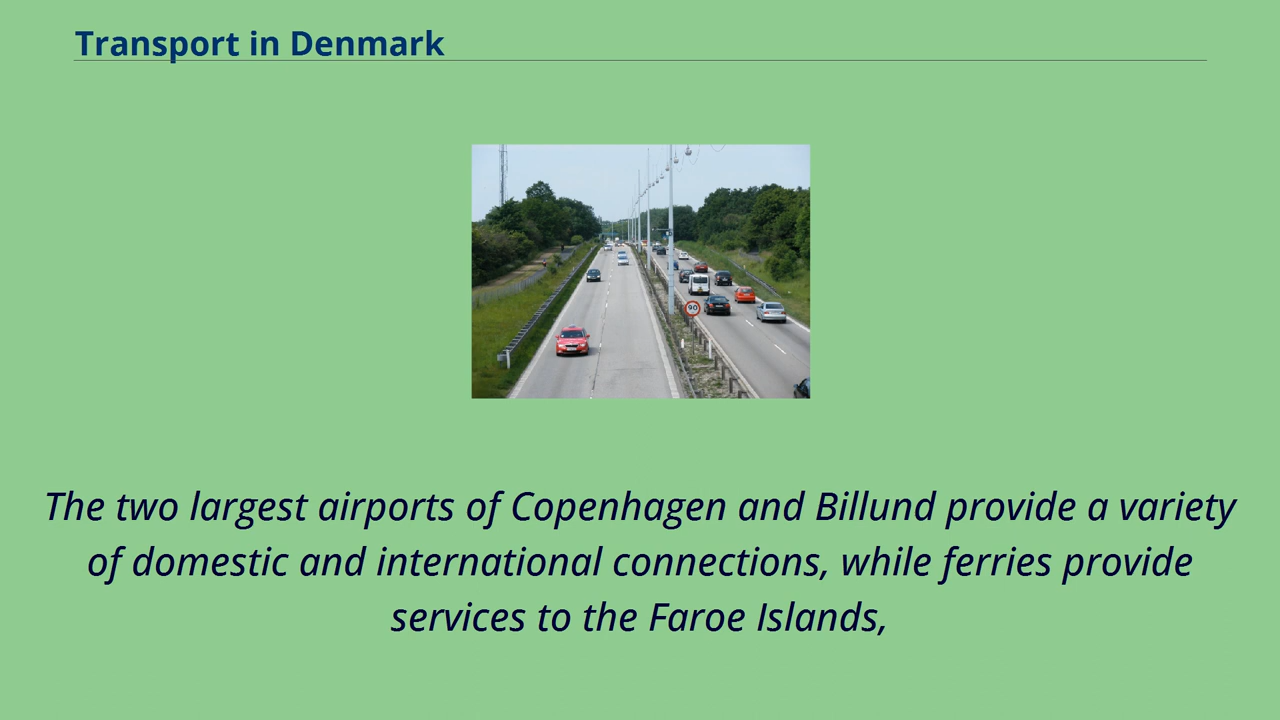 Transport in Denmark
90
The two largest airports of Copenhagen and Billund provide a variety
of domestic and international connections, while ferries provide
services to the Faroe Islands,